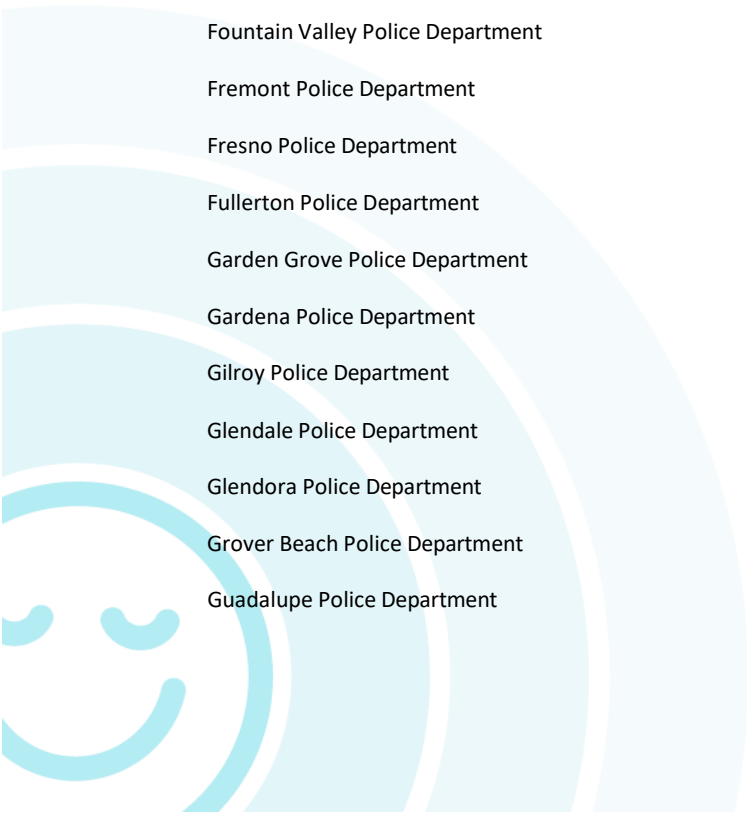 Fountain Valley Police Department
Fremont Police Department
Fresno Police Department
Fullerton Police Department
Garden Grove Police Department
Gardena Police Department
Gilroy Police Department
Glendale Police Department
Glendora Police Department
Grover Beach Police Department
Guadalupe Police Department